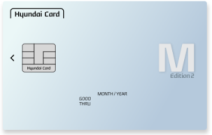 Hyundai Card
Hyundai Card
M
Edition2
MONTH / YEAR
GOOD
THRU